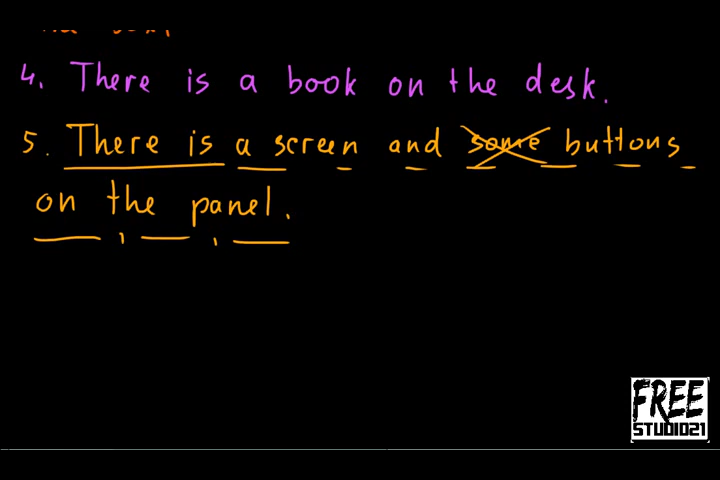 4. There is a book on the desk.
5. There is a screen and some buttons
on the panel.
FREE
STUDIO21